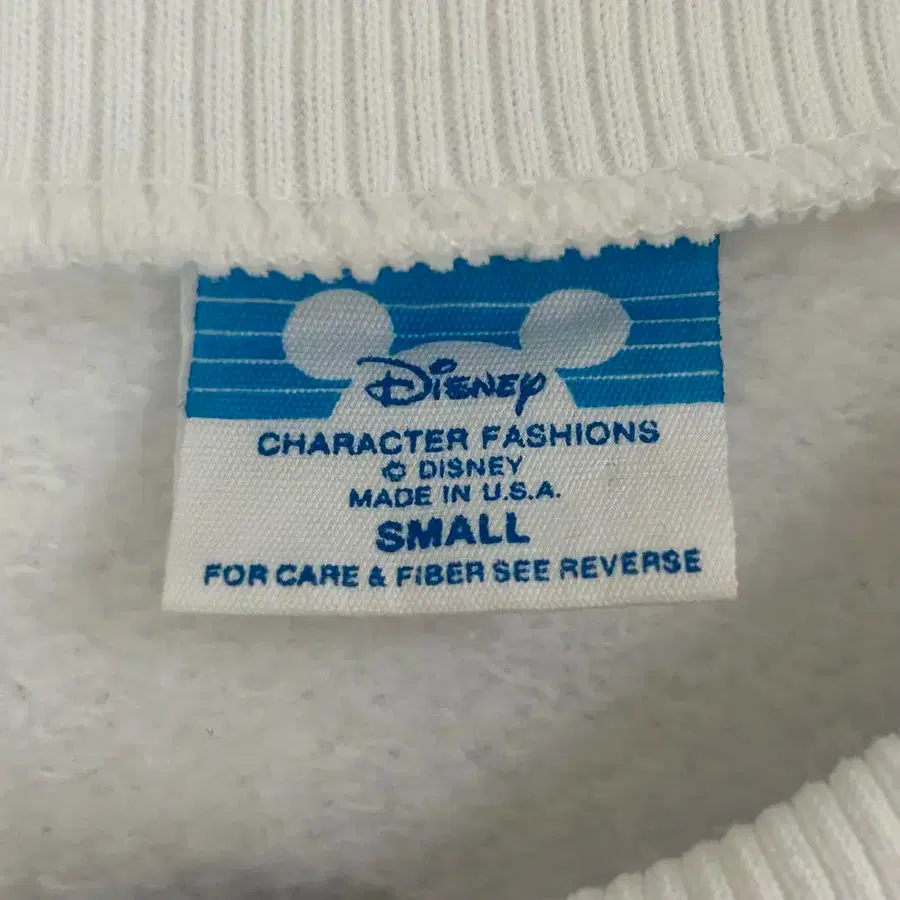 Disney
CHARACTER FASHIONS
© DISNEY
MADE IN U.S.A.
SMALL
FOR CARE & FIBER SEE REVERSE